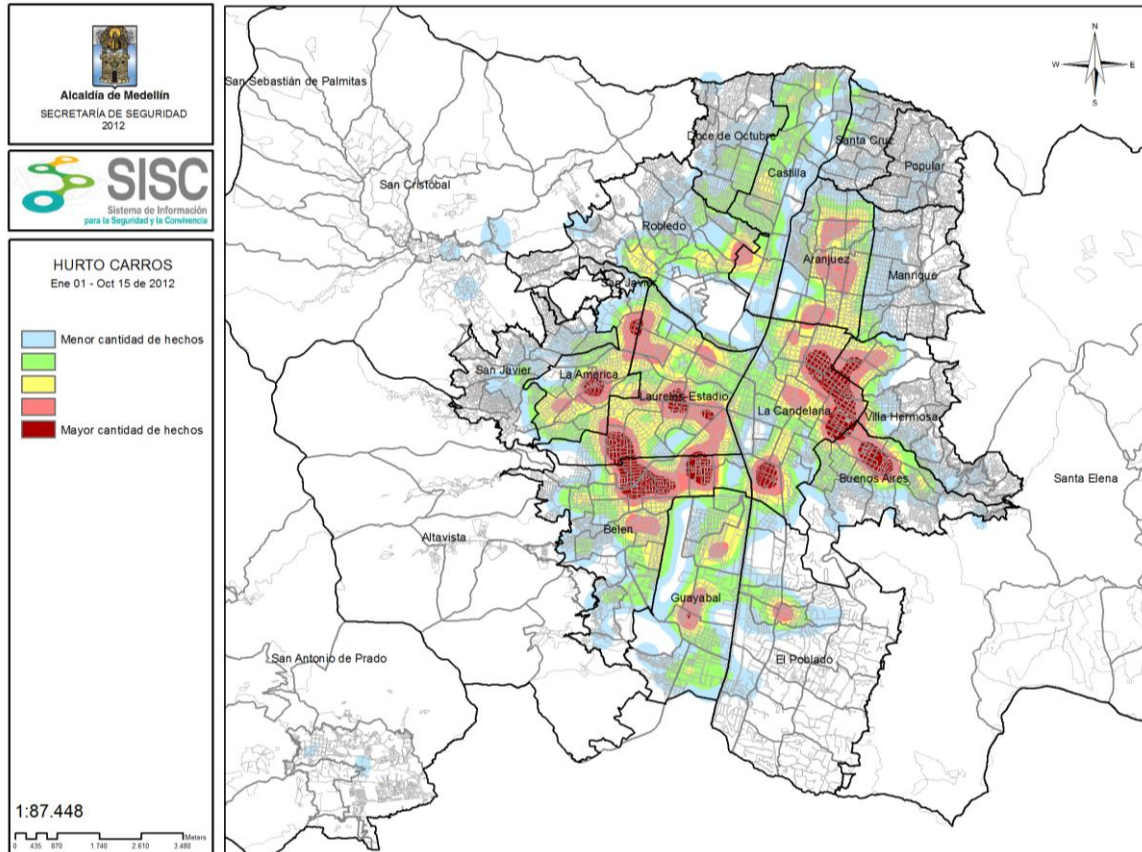 Alcaldía de Medellín
SECRETARÍA DE SEGURIDAD
2012
SISC
Sistema de Información
para la Seguridad y la Convivencia
HURTO CARROS
Ene 01 - Oct 15 de 2012
Menor cantidad de hechos
Mayor cantidad de hechos
1:87.448
Meters
0 435 870 1.740 2.610 3.480
N
W E
S
San Sebastián de Palmitas
Doce de Octubre
Santa Cruz
Popular
Castilla
San Cristóbal
Robledo
Aranjuez
Manrique
San Javier
San Javier
La América
Laureles-Estadio
La Candelaria
Villa Hermosa
Buenos Aires
Santa Elena
Belen
Altavista
Guayabal
San Antonio de Prado
El Poblado